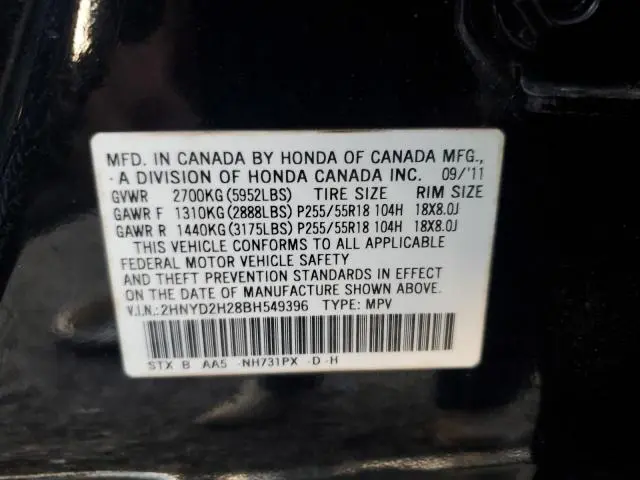 MFD. IN CANADA BY HONDA OF CANADA MFG.,
A DIVISION OF HONDA CANADA INC. 09/'11
GVWR 2700KG(5952LBS) TIRE SIZE RIM SIZE
GAWR F 1310KG(2888LBS) P255/55R18 104H 18X8.0J
GAWR R 1440KG(3175LBS) P255/55R18 104H 18X8.0J
THIS VEHICLE CONFORMS TO ALL APPLICABLE
FEDERAL MOTOR VEHICLE SAFETY
AND THEFT PREVENTION STANDARDS IN EFFECT
ON THE DATE OF MANUFACTURE SHOWN ABOVE.
V.I.N.:2HNYD2H28BH549396 TYPE: MPV
STX B AA5 -NH731PX -D -H